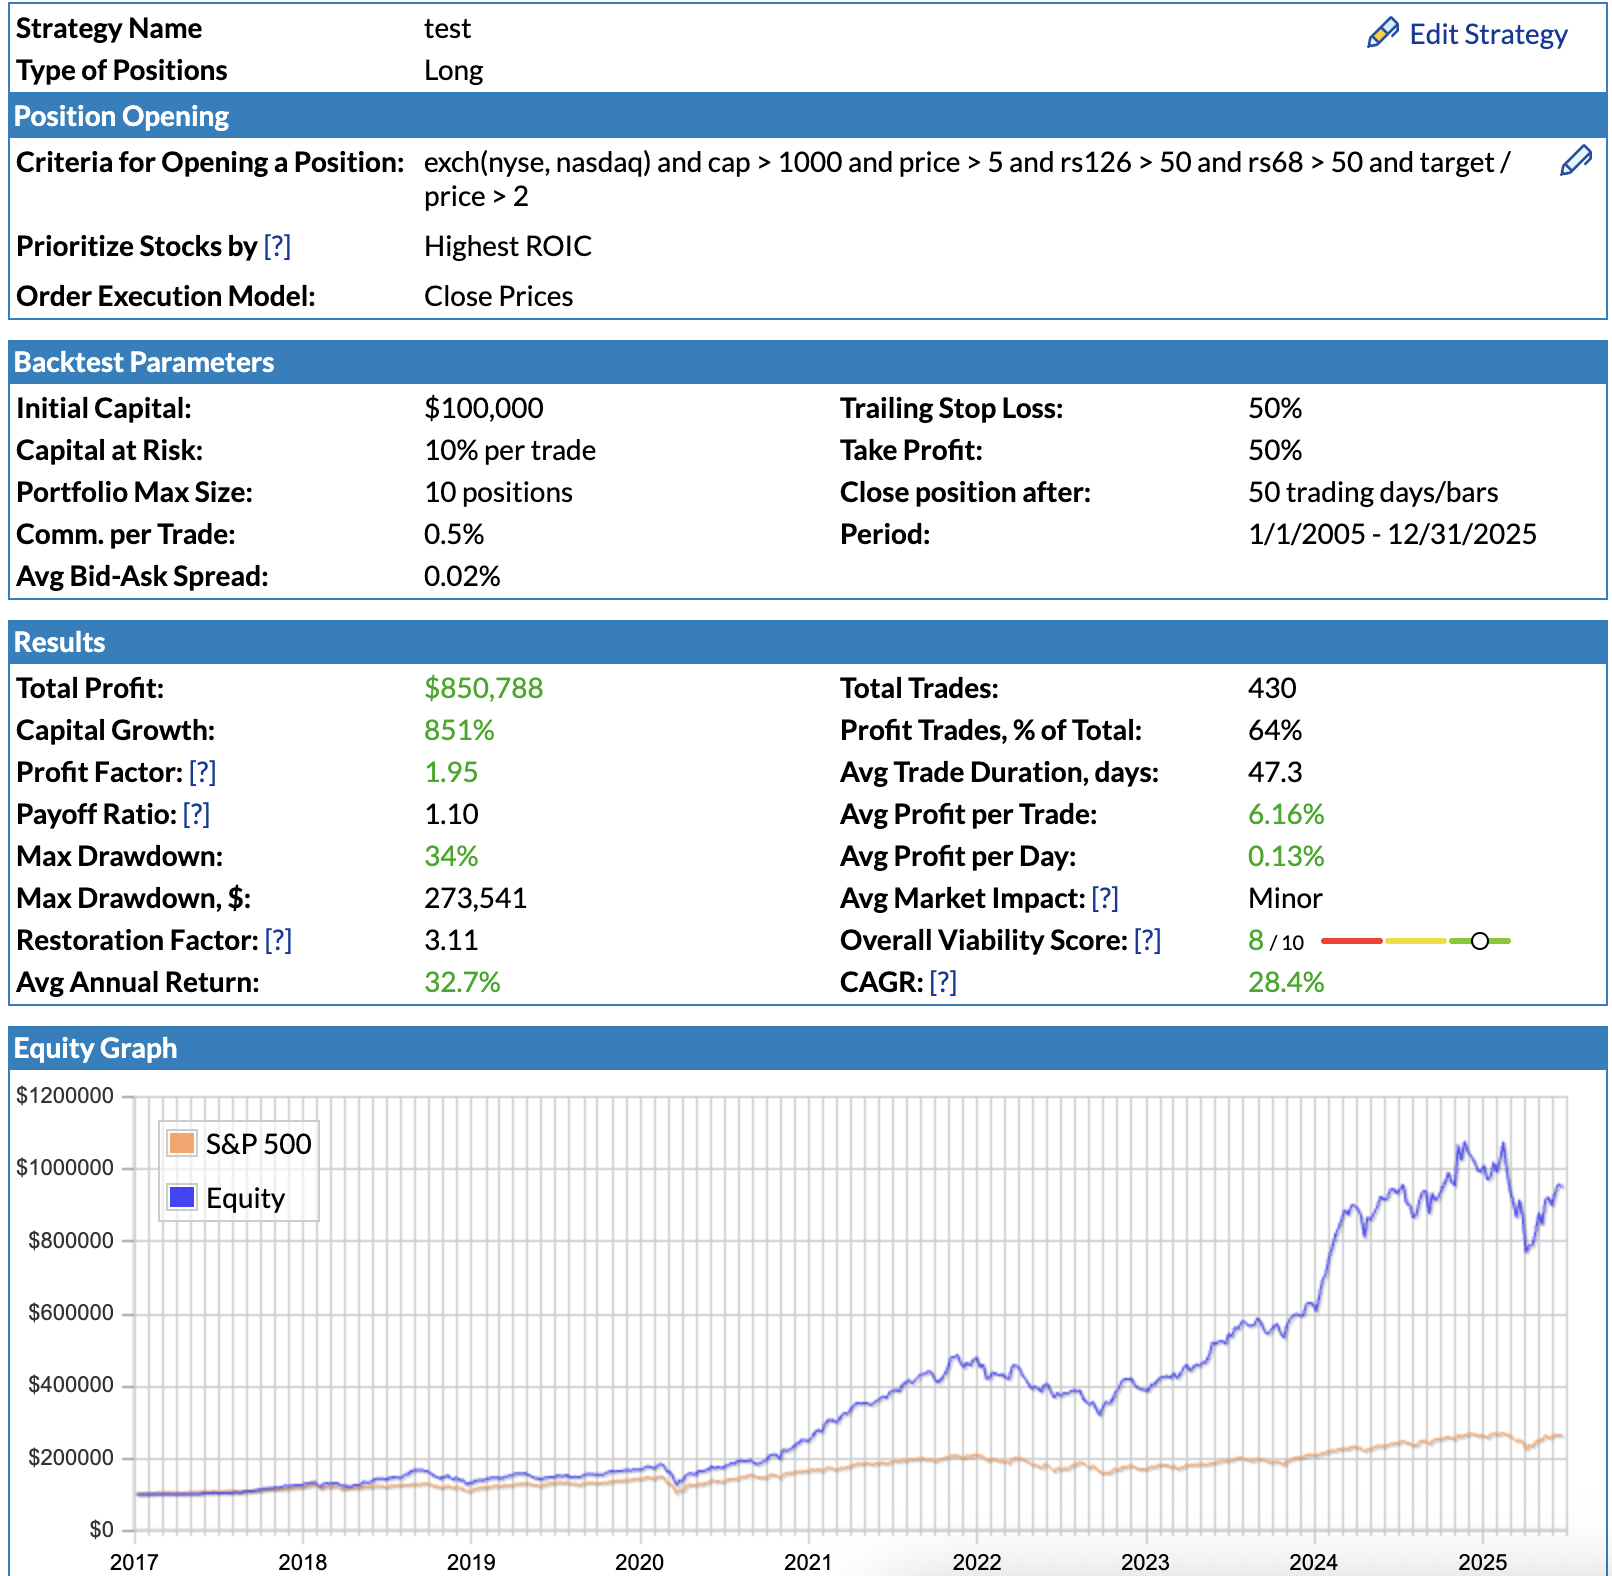 Strategy Name test Edit Strategy
Type of Positions Long
Position Opening
Criteria for Opening a Position: exch(nyse, nasdaq) and cap > 1000 and price > 5 and rs126 > 50 and rs68 > 50 and target /
price > 2
Prioritize Stocks by [?] Highest ROIC
Order Execution Model: Close Prices
Backtest Parameters
Initial Capital: $100,000 Trailing Stop Loss: 50%
Capital at Risk: 10% per trade Take Profit: 50%
Portfolio Max Size: 10 positions Close position after: 50 trading days/bars
Comm. per Trade: 0.5% Period: 1/1/2005 - 12/31/2025
Avg Bid-Ask Spread: 0.02%
Results
Total Profit: $850,788 Total Trades: 430
Capital Growth: 851% Profit Trades, % of Total: 64%
Profit Factor: [?] 1.95 Avg Trade Duration, days: 47.3
Payoff Ratio: [?] 1.10 Avg Profit per Trade: 6.16%
Max Drawdown: 34% Avg Profit per Day: 0.13%
Max Drawdown, $: 273,541 Avg Market Impact: [?] Minor
Restoration Factor: [?] 3.11 Overall Viability Score: [?] 8 / 10
Avg Annual Return: 32.7% CAGR: [?] 28.4%
Equity Graph
$1200000
S&P 500
$1000000
Equity
$800000
$600000
$400000
$200000
$0
2017 2018 2019 2020 2021 2022 2023 2024 2025